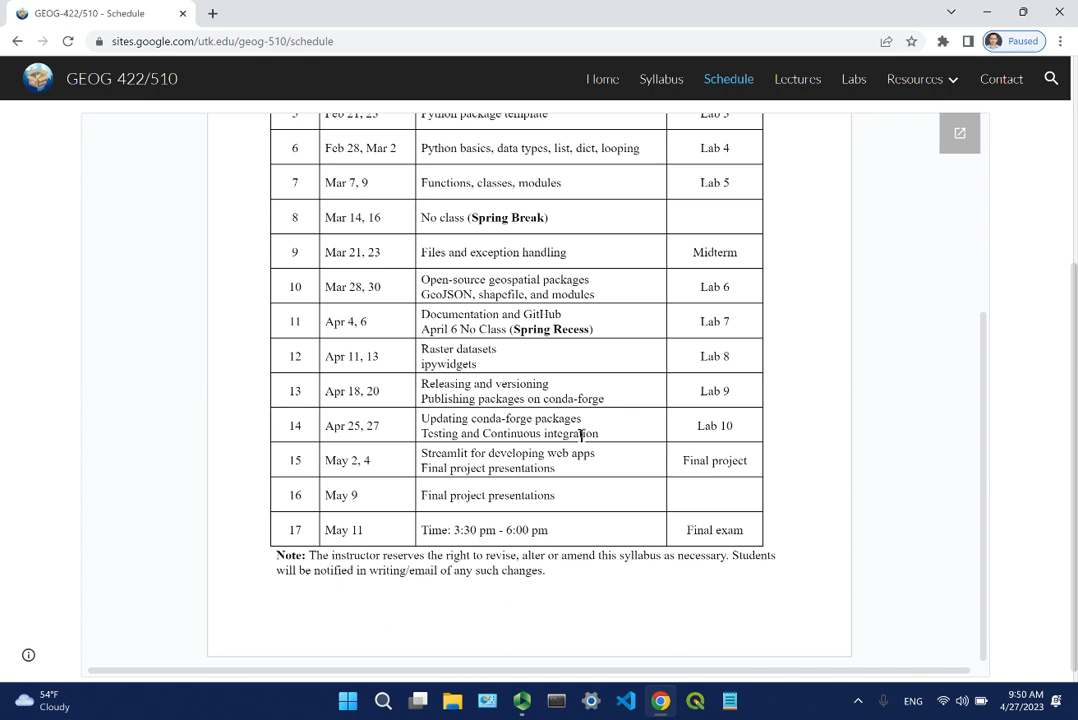 GEOG-422/510 - Schedule
sites.google.com/utk.edu/geog-510/schedule
Paused
GEOG 422/510
Home Syllabus Schedule Lectures Labs Resources Contact
5 Feb 21, 23 Python package template Lab 3
6 Feb 28, Mar 2 Python basics, data types, list, dict, looping Lab 4
7 Mar 7, 9 Functions, classes, modules Lab 5
8 Mar 14, 16 No class (Spring Break)
9 Mar 21, 23 Files and exception handling Midterm
10 Mar 28, 30 Open-source geospatial packages Lab 6
GeoJSON, shapefile, and modules
11 Apr 4, 6 Documentation and GitHub Lab 7
April 6 No Class (Spring Recess)
12 Apr 11, 13 Raster datasets Lab 8
ipywidgets
13 Apr 18, 20 Releasing and versioning Lab 9
Publishing packages on conda-forge
14 Apr 25, 27 Updating conda-forge packages Lab 10
Testing and Continuous integration
15 May 2, 4 Streamlit for developing web apps Final project
Final project presentations
16 May 9 Final project presentations
17 May 11 Time: 3:30 pm - 6:00 pm Final exam
Note: The instructor reserves the right to revise, alter or amend this syllabus as necessary. Students
will be notified in writing/email of any such changes.
54°F
Cloudy
ENG
9:50 AM
4/27/2023